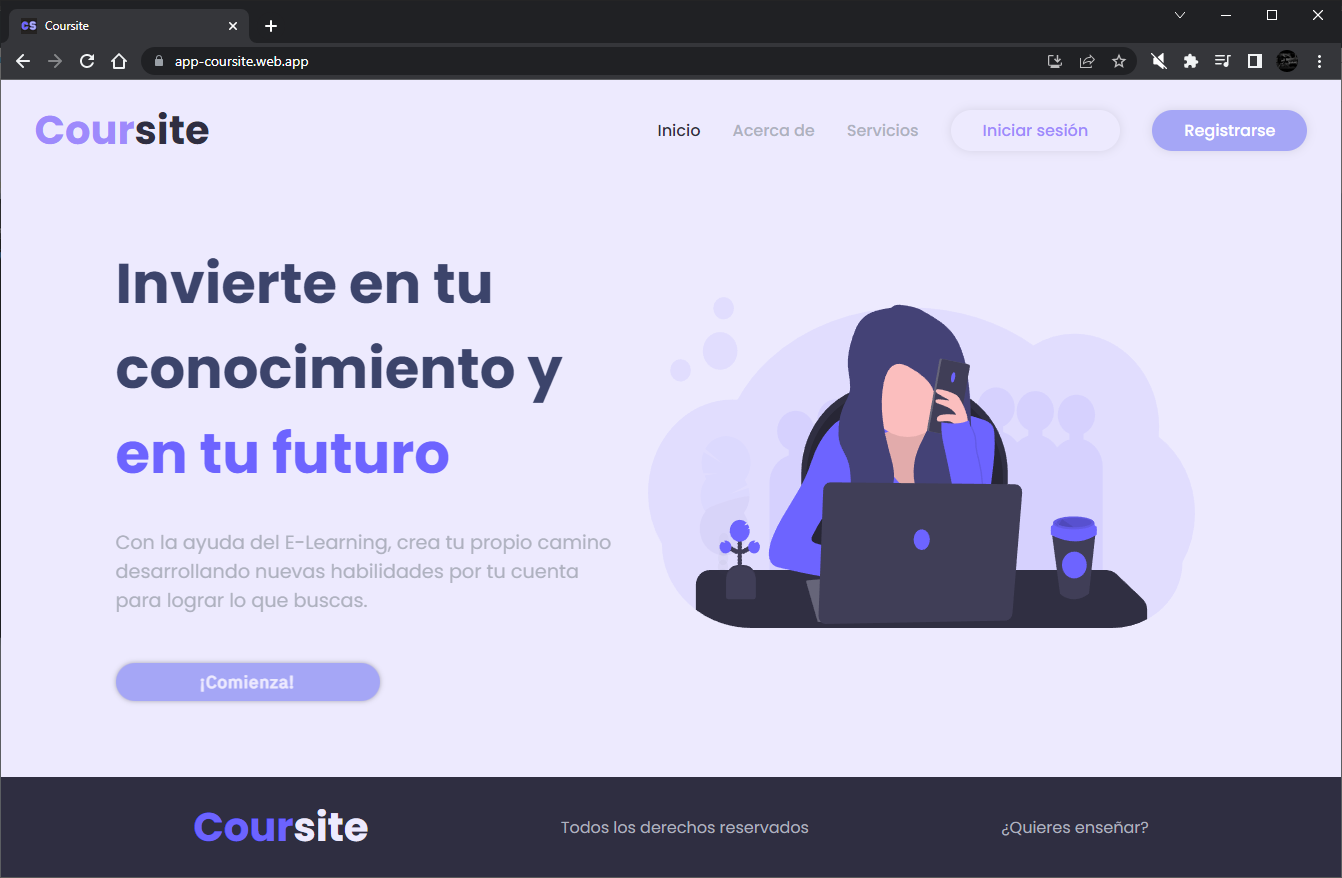 CS Coursite
app-coursite.web.app
Coursite
Inicio Acerca de Servicios Iniciar sesión Registrarse
Invierte en tu
conocimiento y
en tu futuro
Con la ayuda del E-Learning, crea tu propio camino
desarrollando nuevas habilidades por tu cuenta
para lograr lo que buscas.
¡Comienza!
Coursite Todos los derechos reservados ¿Quieres enseñar?